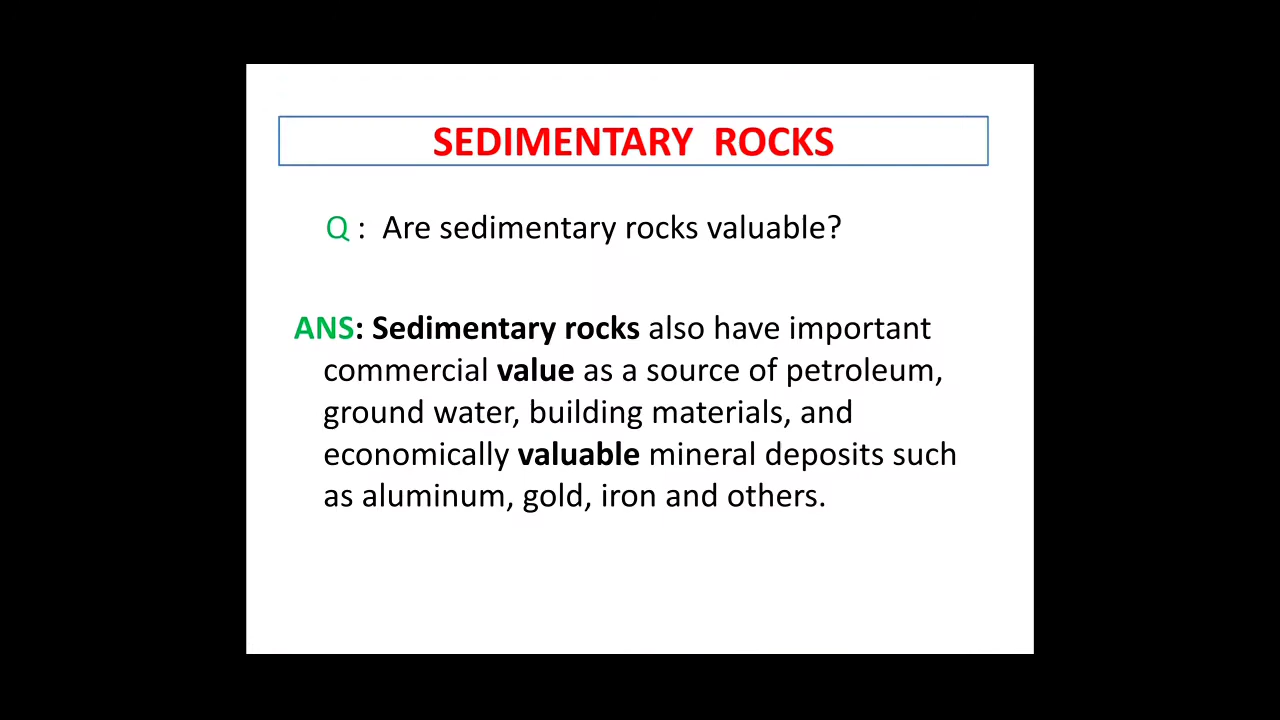 SEDIMENTARY ROCKS
Q : Are sedimentary rocks valuable?
ANS: Sedimentary rocks also have important
commercial value as a source of petroleum,
ground water, building materials, and
economically valuable mineral deposits such
as aluminum, gold, iron and others.